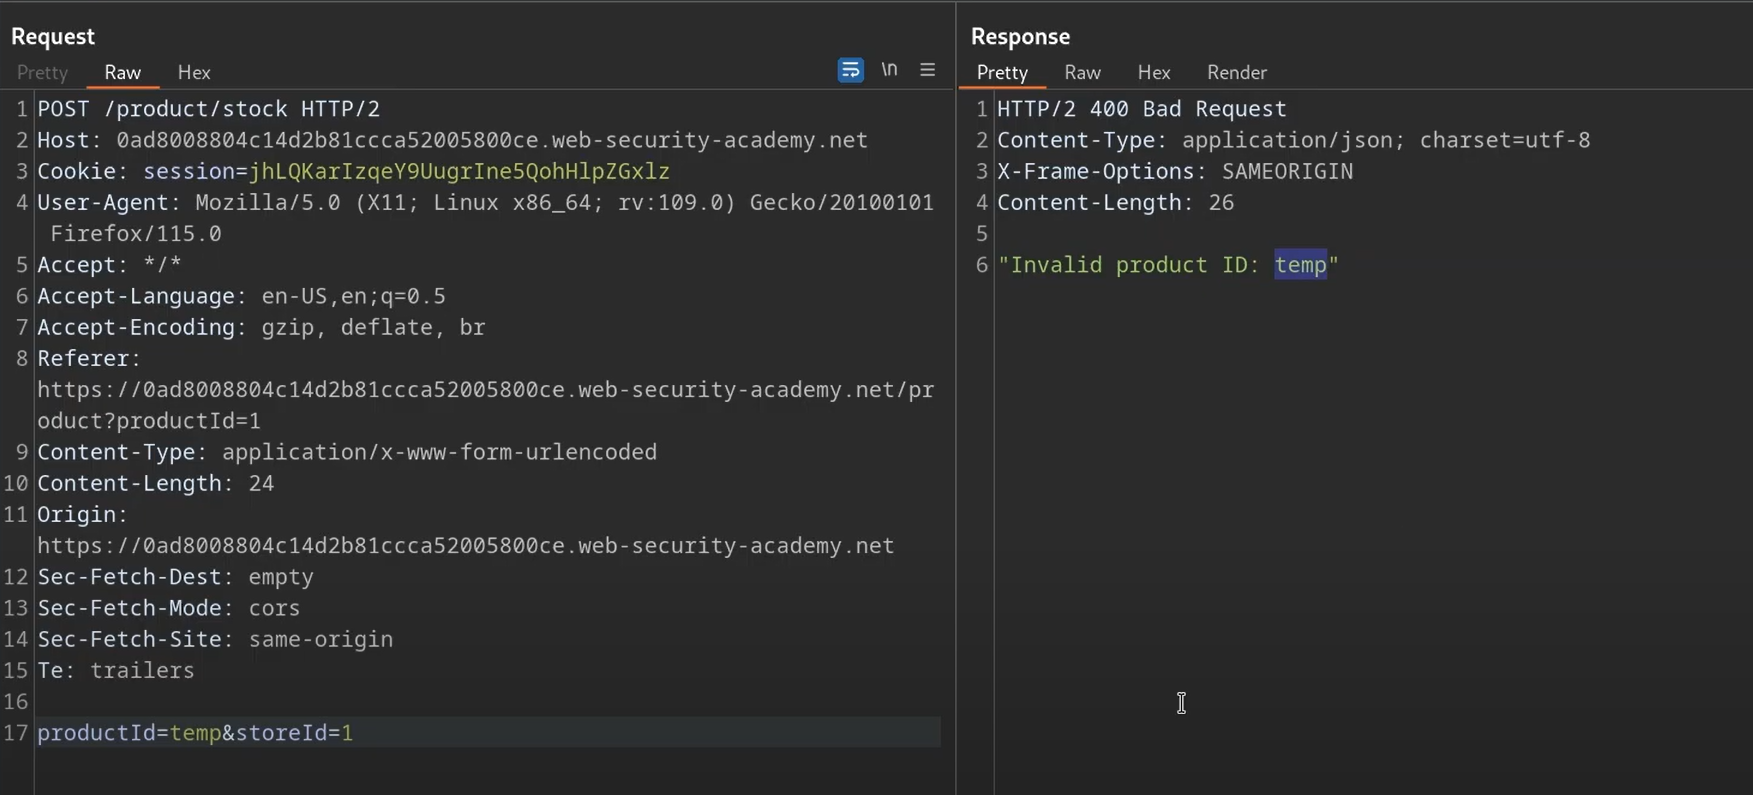 Request
Pretty Raw Hex \n
1 POST /product/stock HTTP/2
2 Host: 0ad8008804c14d2b81ccca52005800ce.web-security-academy.net
3 Cookie: session=jhLQKarIzqeY9UugrIne5QohHlpZGxlz
4 User-Agent: Mozilla/5.0 (X11; Linux x86_64; rv:109.0) Gecko/20100101
Firefox/115.0
5 Accept: */*
6 Accept-Language: en-US,en;q=0.5
7 Accept-Encoding: gzip, deflate, br
8 Referer:
https://0ad8008804c14d2b81ccca52005800ce.web-security-academy.net/pr
oduct?productId=1
9 Content-Type: application/x-www-form-urlencoded
10 Content-Length: 24
11 Origin:
https://0ad8008804c14d2b81ccca52005800ce.web-security-academy.net
12 Sec-Fetch-Dest: empty
13 Sec-Fetch-Mode: cors
14 Sec-Fetch-Site: same-origin
15 Te: trailers
16
17 productId=temp&storeId=1
Response
Pretty Raw Hex Render
1 HTTP/2 400 Bad Request
2 Content-Type: application/json; charset=utf-8
3 X-Frame-Options: SAMEORIGIN
4 Content-Length: 26
5
6 "Invalid product ID: temp"